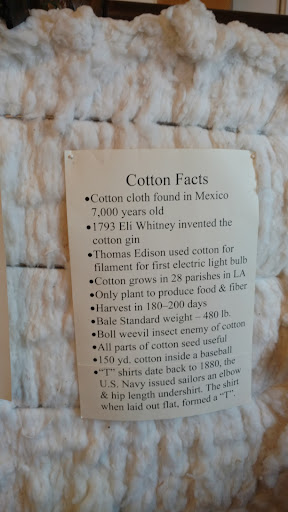 Cotton Facts
•Cotton cloth found in Mexico
7,000 years old
•1793 Eli Whitney invented the
cotton gin
•Thomas Edison used cotton for
filament for first electric light bulb
•Cotton grows in 28 parishes in LA
•Only plant to produce food & fiber
•Harvest in 180–200 days
•Bale Standard weight – 480 lb.
•Boll weevil insect enemy of cotton
•All parts of cotton seed useful
•150 yd. cotton inside a baseball
•“T” shirts date back to 1880, the
U.S. Navy issued sailors an elbow
& hip length undershirt. The shirt
when laid out flat, formed a “T”.